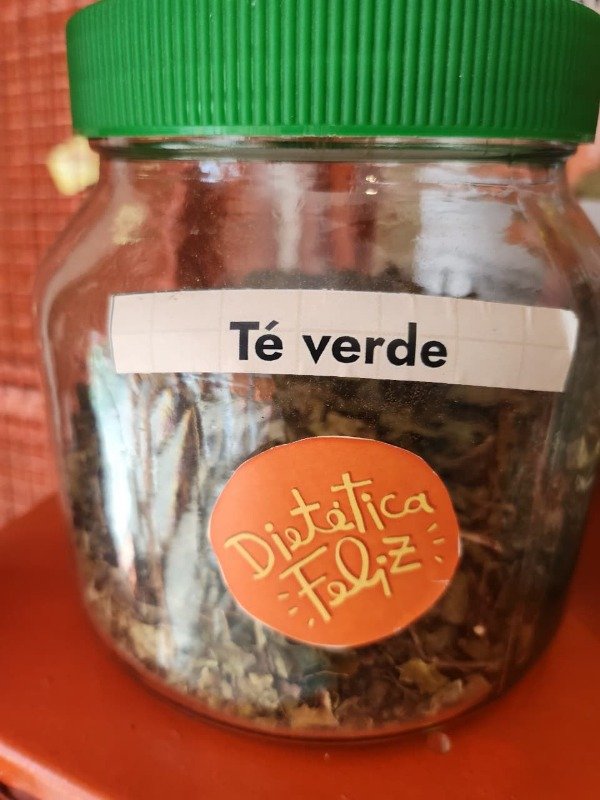 Té verde
Dietética
Feliz